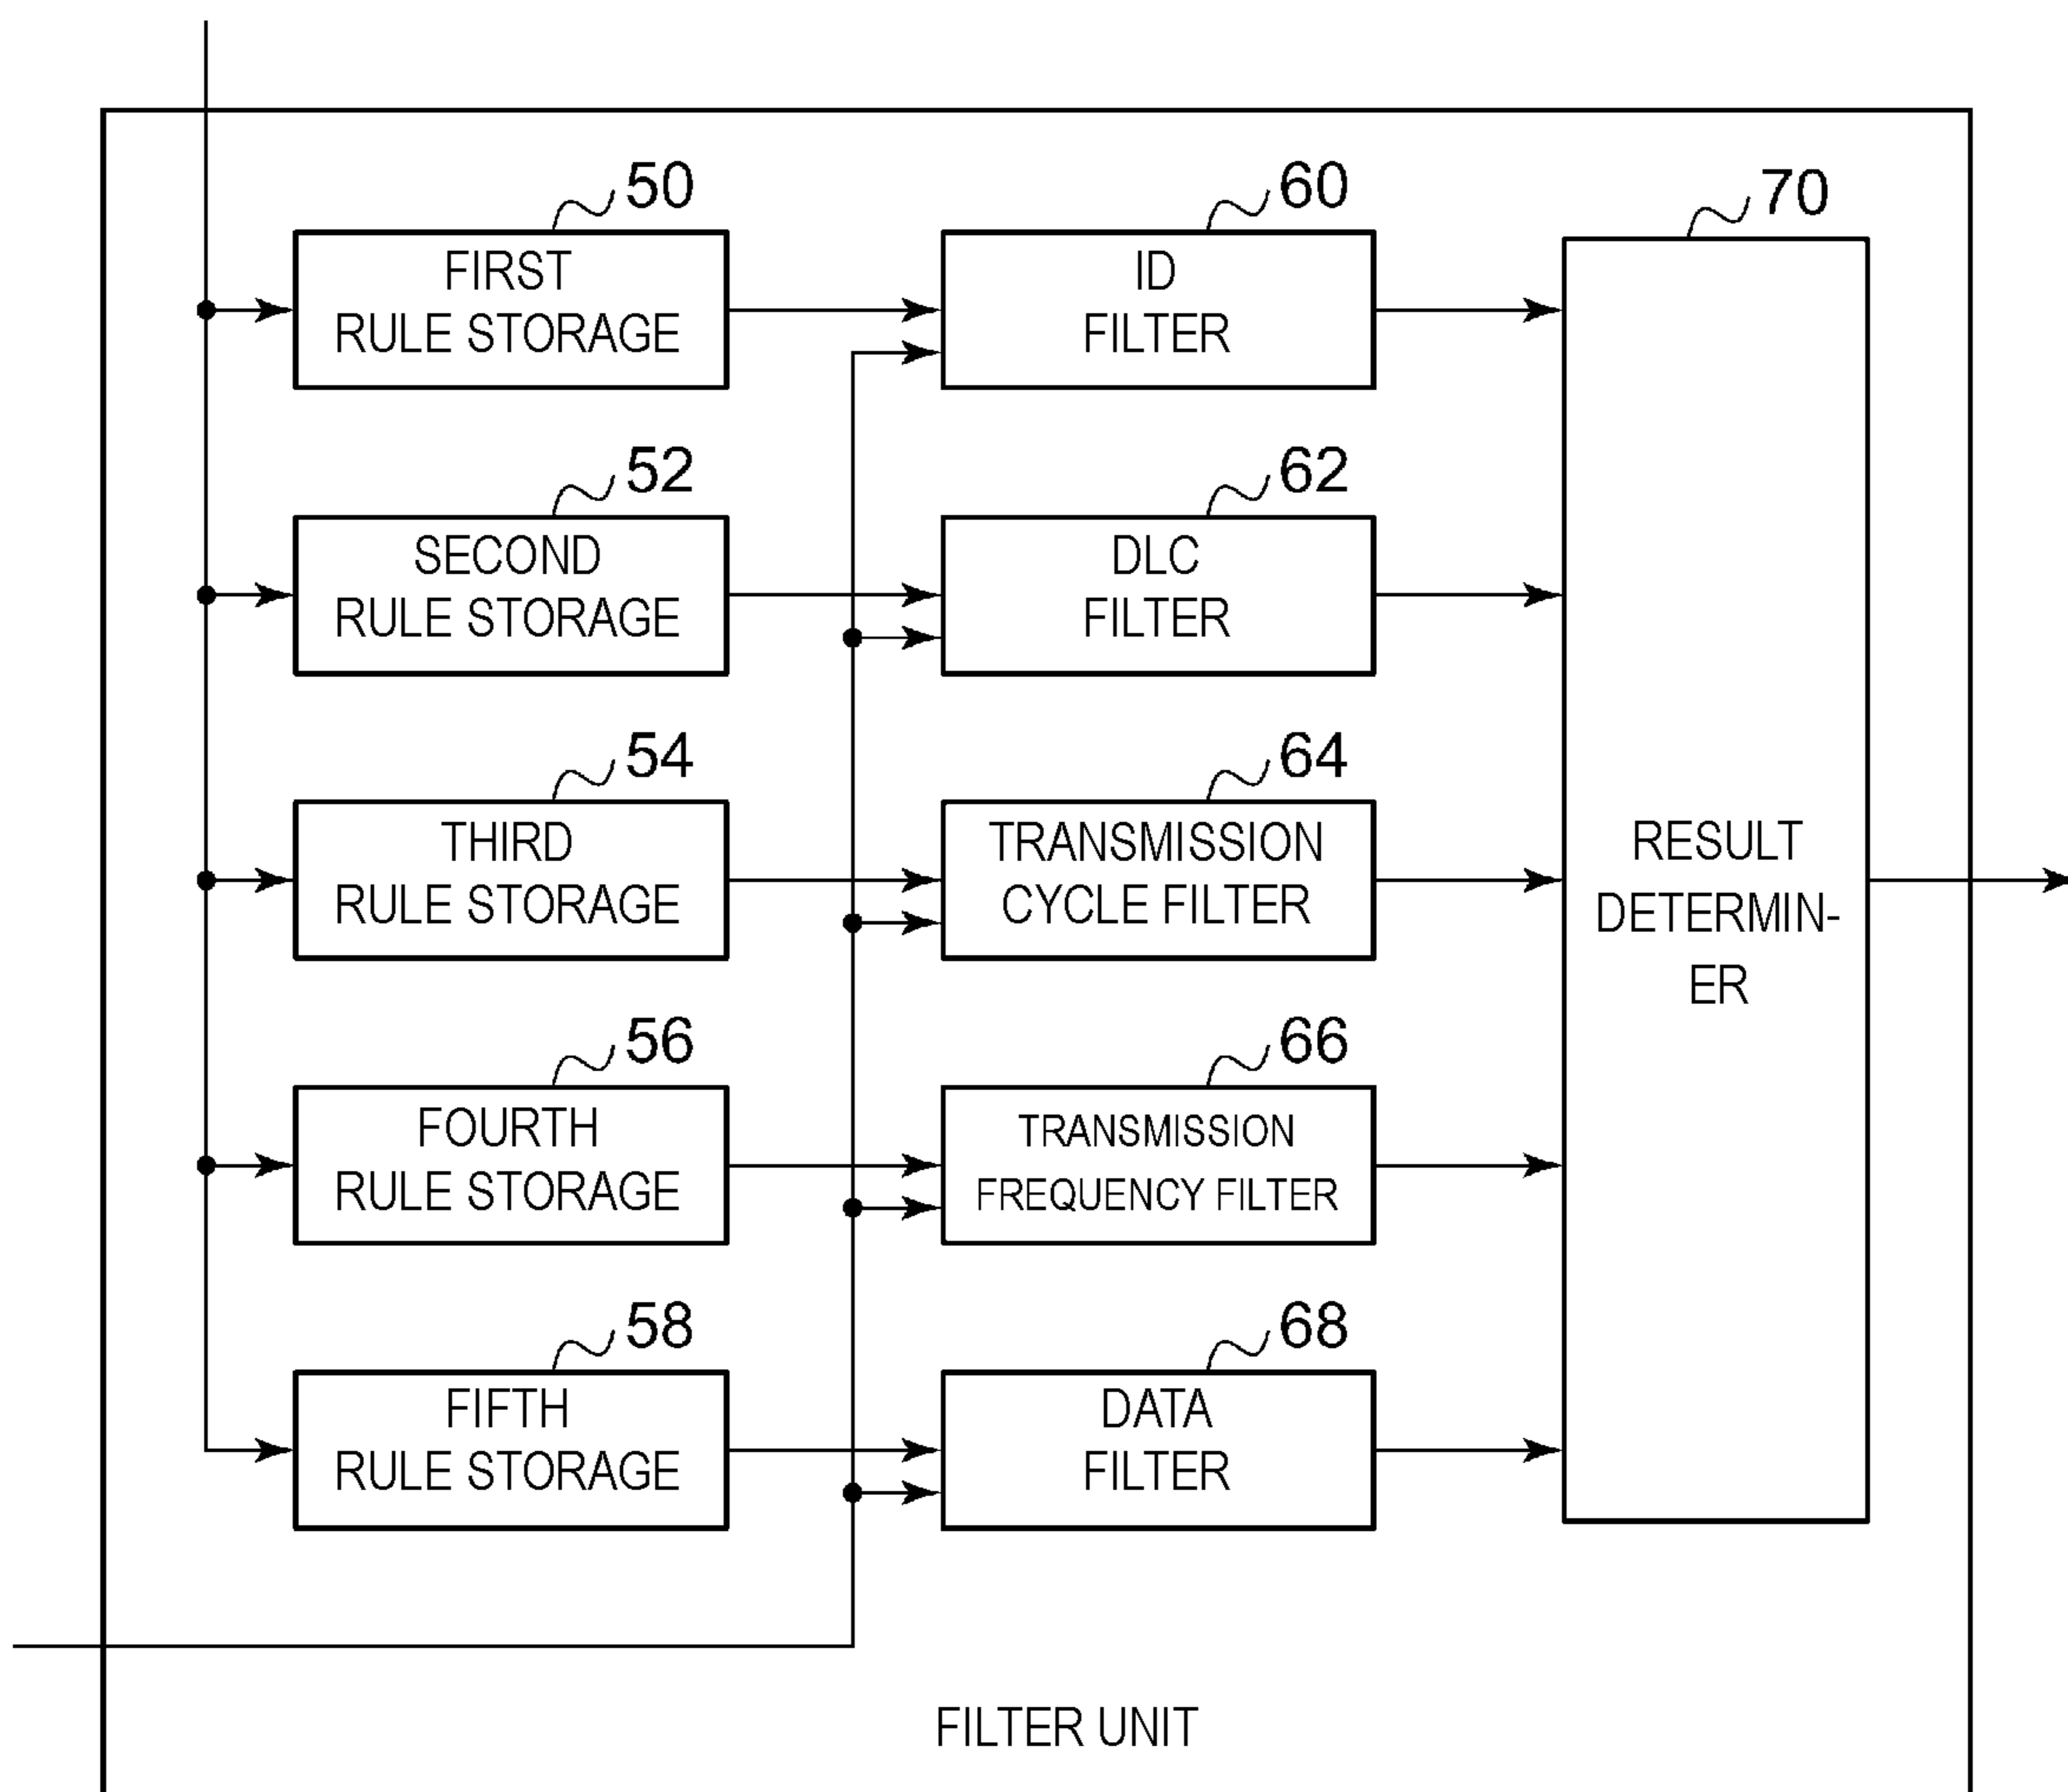 50
60
70
FIRST
RULE STORAGE
ID
FILTER
52
62
SECOND
RULE STORAGE
DLC
FILTER
54
64
THIRD
RULE STORAGE
TRANSMISSION
CYCLE FILTER
RESULT
DETERMIN-
ER
56
66
FOURTH
RULE STORAGE
TRANSMISSION
FREQUENCY FILTER
58
68
FIFTH
RULE STORAGE
DATA
FILTER
FILTER UNIT